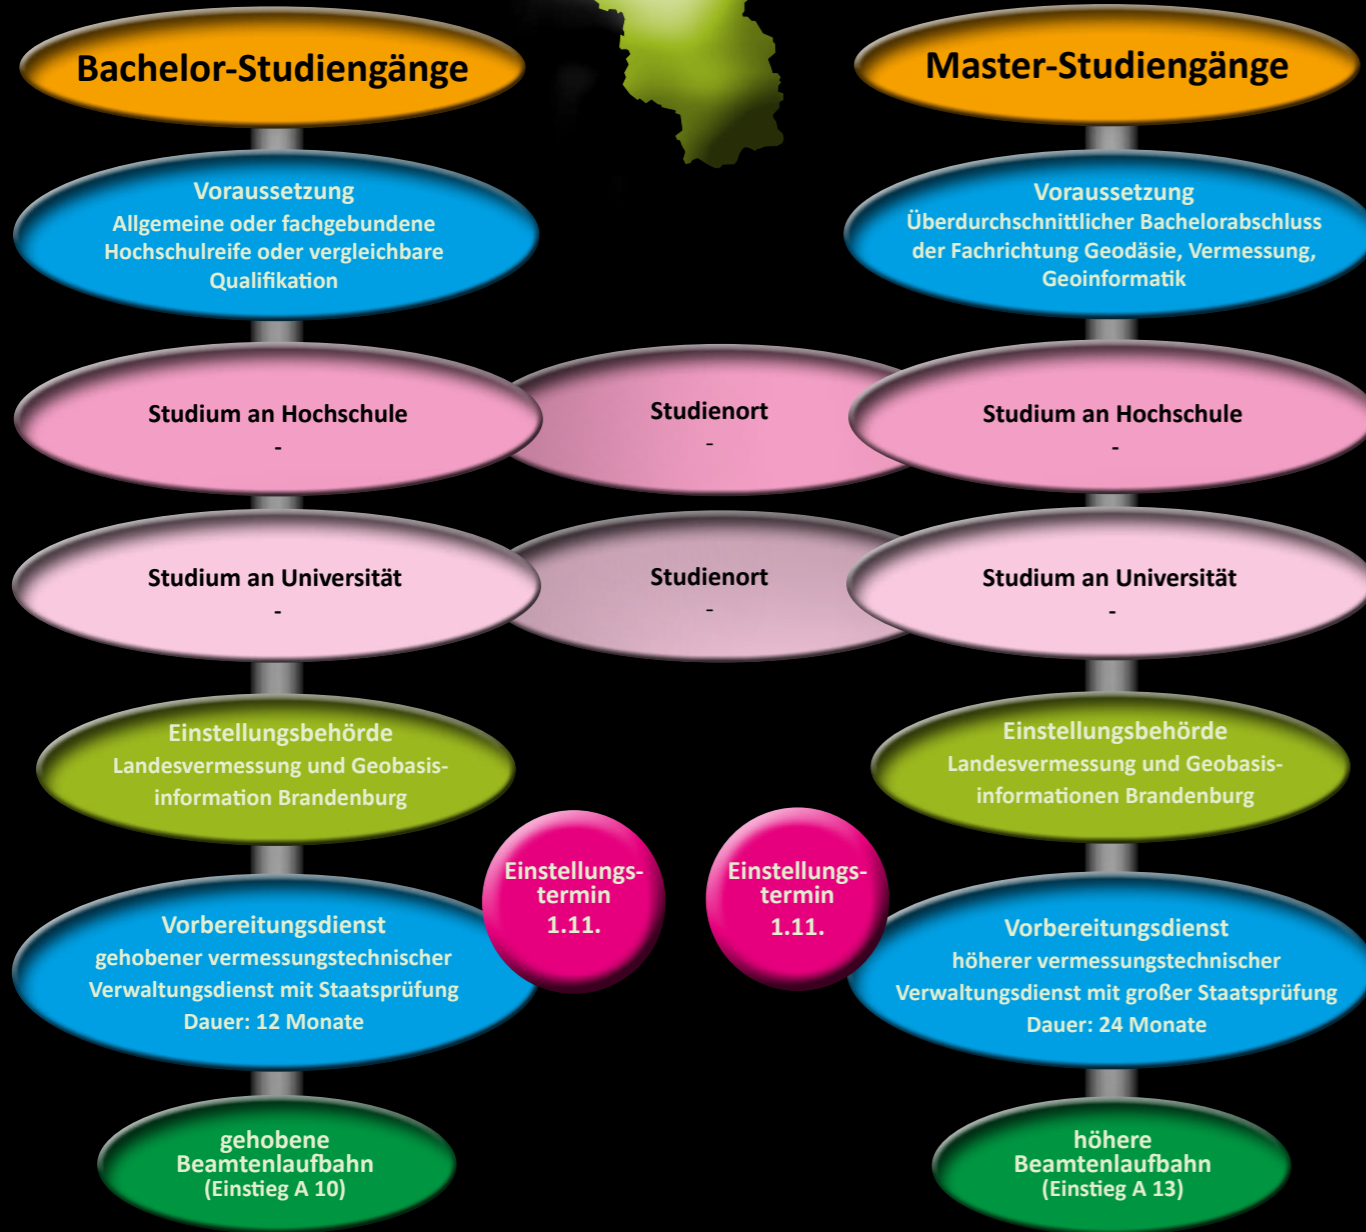 Bachelor-Studiengänge
Voraussetzung
Allgemeine oder fachgebundene
Hochschulreife oder vergleichbare
Qualifikation
Studium an Hochschule
-
Studienort
-
Studium an Universität
-
Studienort
-
Einstellungsbehörde
Landesvermessung und Geobasis-
information Brandenburg
Einstellungs-
termin
1.11.
Vorbereitungsdienst
gehobener vermessungstechnischer
Verwaltungsdienst mit Staatsprüfung
Dauer: 12 Monate
gehobene
Beamtenlaufbahn
(Einstieg A 10)
Master-Studiengänge
Voraussetzung
Überdurchschnittlicher Bachelorabschluss
der Fachrichtung Geodäsie, Vermessung,
Geoinformatik
Studium an Hochschule
-
Studium an Universität
-
Einstellungsbehörde
Landesvermessung und Geobasis-
informationen Brandenburg
Einstellungs-
termin
1.11.
Vorbereitungsdienst
höherer vermessungstechnischer
Verwaltungsdienst mit großer Staatsprüfung
Dauer: 24 Monate
höhere
Beamtenlaufbahn
(Einstieg A 13)